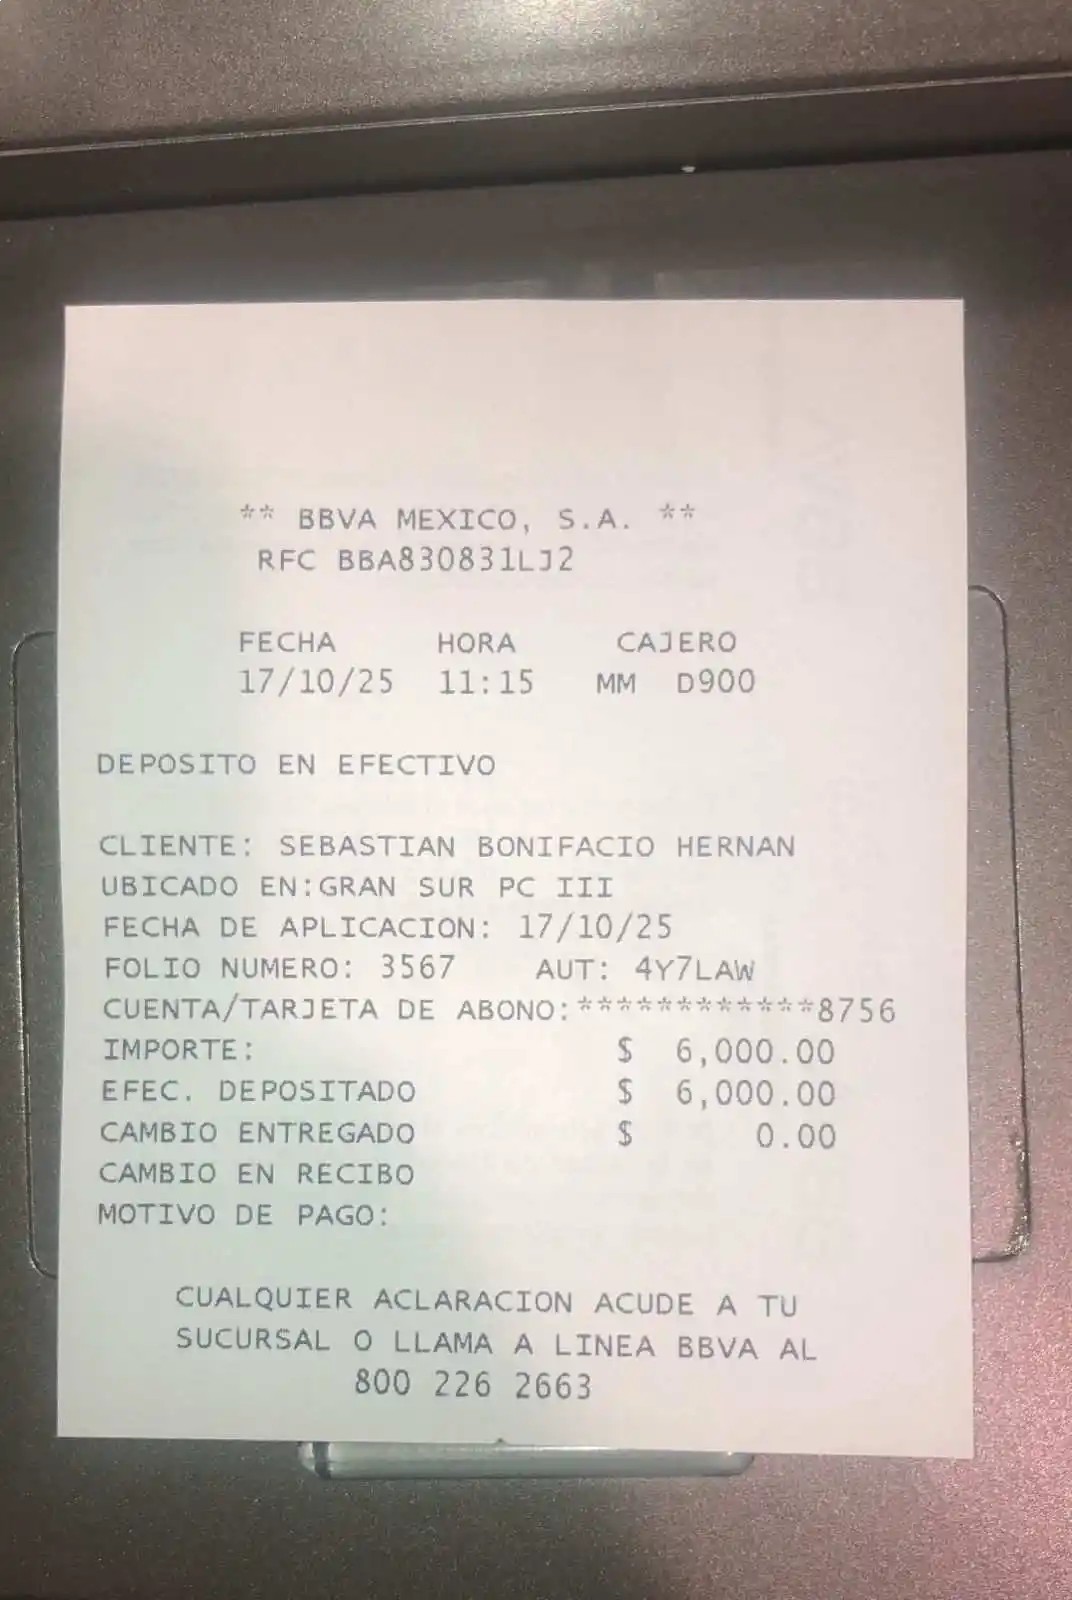 ** BBVA MEXICO, S.A. **
RFC BBA830831LJ2
FECHA HORA CAJERO
17/10/25 11:15 MM D900
DEPOSITO EN EFECTIVO
CLIENTE: SEBASTIAN BONIFACIO HERNAN
UBICADO EN:GRAN SUR PC III
FECHA DE APLICACION: 17/10/25
FOLIO NUMERO: 3567 AUT: 4Y7LAW
CUENTA/TARJETA DE ABONO:************8756
IMPORTE: $ 6,000.00
EFEC. DEPOSITADO $ 6,000.00
CAMBIO ENTREGADO $ 0.00
CAMBIO EN RECIBO
MOTIVO DE PAGO:
CUALQUIER ACLARACION ACUDE A TU
SUCURSAL O LLAMA A LINEA BBVA AL
800 226 2663